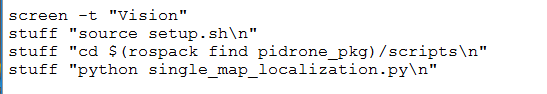 screen -t "Vision"
stuff "source setup.sh\n"
stuff "cd $(rospack find pidrone_pkg)/scripts\n"
stuff "python single_map_localization.py\n"